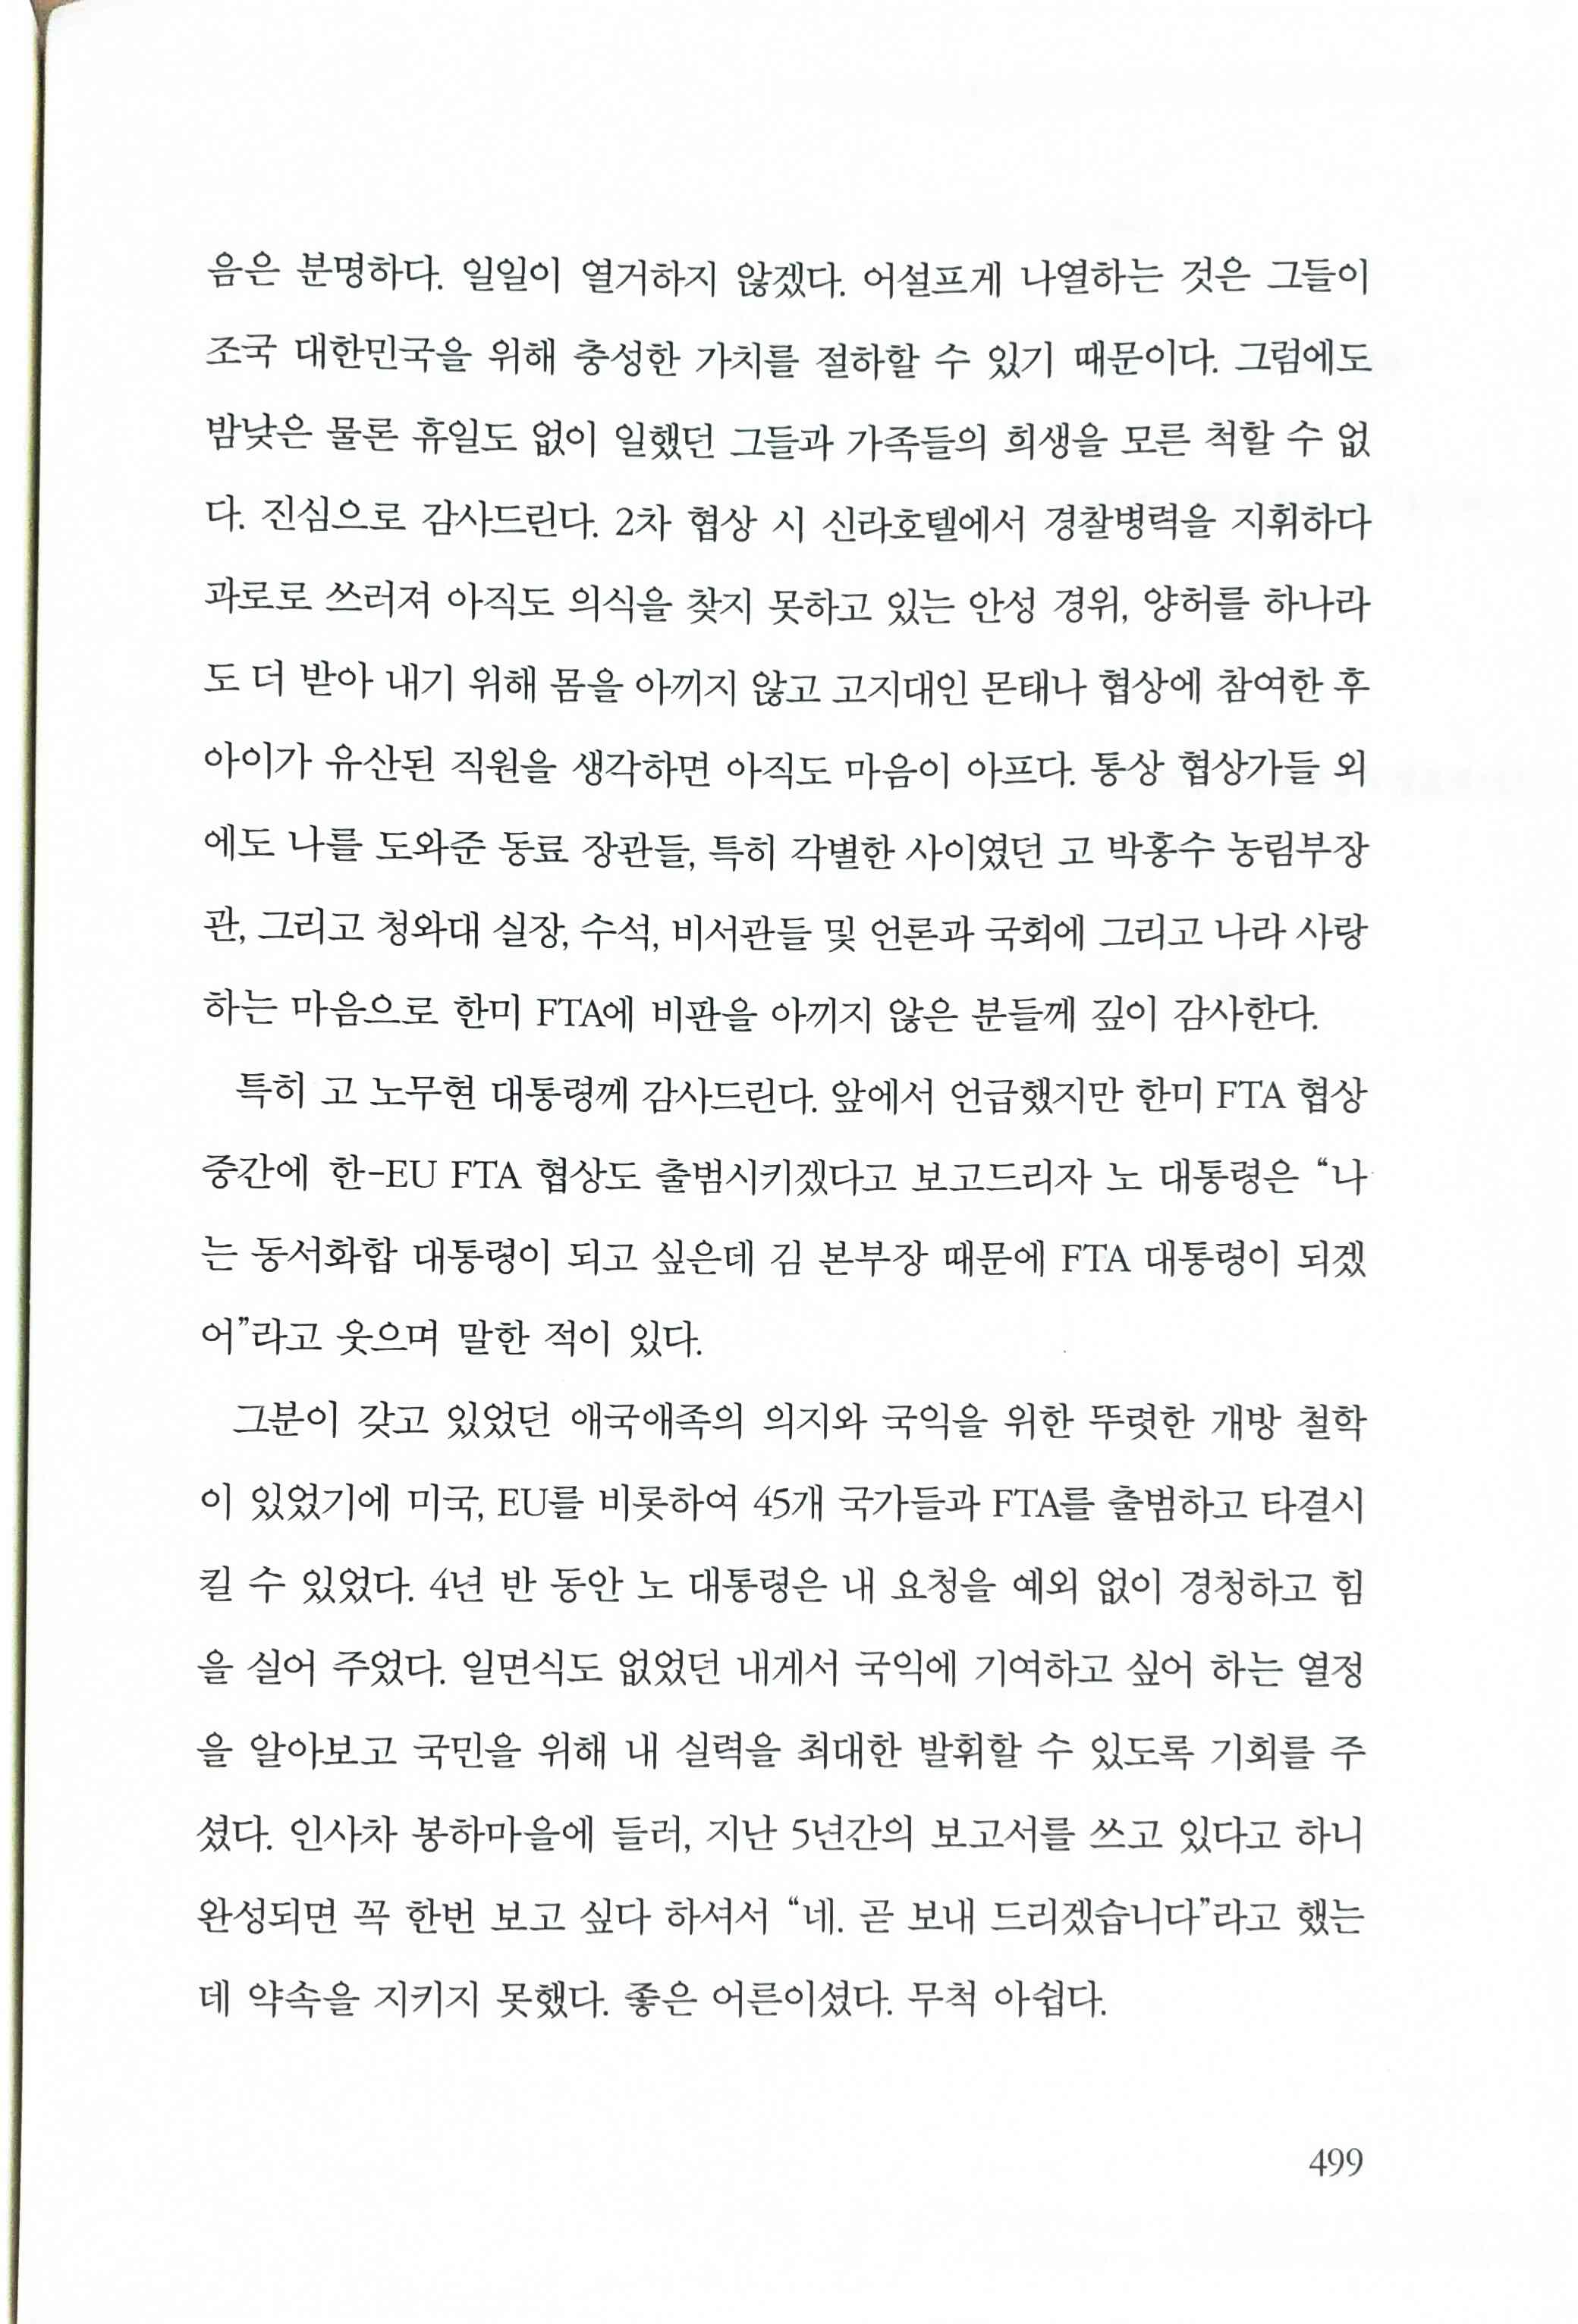 음은 분명하다. 일일이 열거하지 않겠다. 어설프게 나열하는 것은 그들이
조국 대한민국을 위해 충성한 가치를 절하할 수 있기 때문이다. 그럼에도
밤낮은 물론 휴일도 없이 일했던 그들과 가족들의 희생을 모른 척할 수 없
다. 진심으로 감사드린다. 2차 협상 시 신라호텔에서 경찰병력을 지휘하다
과로로 쓰러져 아직도 의식을 찾지 못하고 있는 안성 경위, 양허를 하나라
도 더 받아 내기 위해 몸을 아끼지 않고 고지대인 몬태나 협상에 참여한 후
아이가 유산된 직원을 생각하면 아직도 마음이 아프다. 통상 협상가들 외
에도 나를 도와준 동료 장관들, 특히 각별한 사이였던 고 박홍수 농림부장
관, 그리고 청와대 실장, 수석, 비서관들 및 언론과 국회에 그리고 나라 사랑
하는 마음으로 한미 FTA에 비판을 아끼지 않은 분들께 깊이 감사한다.
특히 고 노무현 대통령께 감사드린다. 앞에서 언급했지만 한미 FTA 협상
중간에 한-EU FTA 협상도 출범시키겠다고 보고드리자 노 대통령은 “나
는 동서화합 대통령이 되고 싶은데 김 본부장 때문에 FTA 대통령이 되겠
어”라고 웃으며 말한 적이 있다.
그분이 갖고 있었던 애국애족의 의지와 국익을 위한 뚜렷한 개방 철학
이 있었기에 미국, EU를 비롯하여 45개 국가들과 FTA를 출범하고 타결시
킬 수 있었다. 4년 반 동안 노 대통령은 내 요청을 예외 없이 경청하고 힘
을 실어 주었다. 일면식도 없었던 내게서 국익에 기여하고 싶어 하는 열정
을 알아보고 국민을 위해 내 실력을 최대한 발휘할 수 있도록 기회를 주
셨다. 인사차 봉하마을에 들러, 지난 5년간의 보고서를 쓰고 있다고 하니
완성되면 꼭 한번 보고 싶다 하셔서 “네. 곧 보내 드리겠습니다”라고 했는
데 약속을 지키지 못했다. 좋은 어른이셨다. 무척 아쉽다.
499